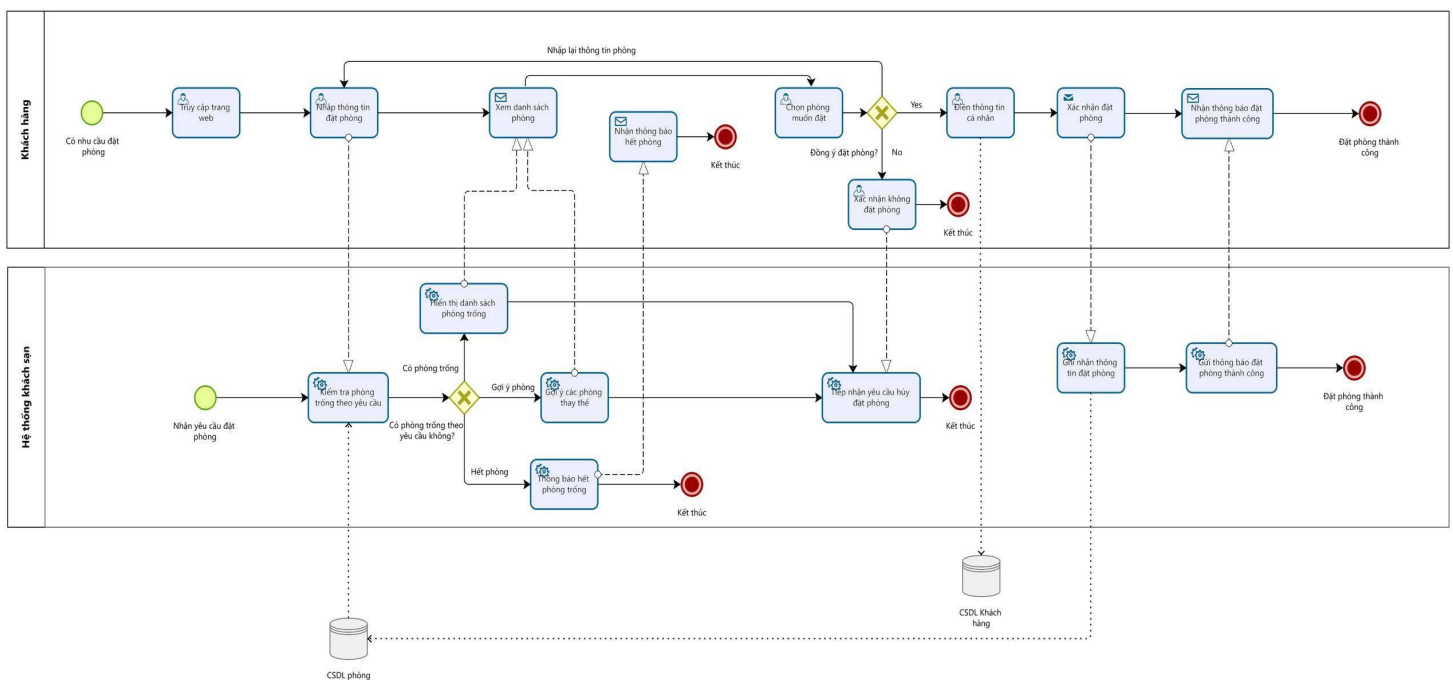 Khách hàng
Nhập lại thông tin phòng
Có nhu cầu đặt
phòng
Truy cập trang
web
Nhập thông tin
đặt phòng
Xem danh sách
phòng
Nhận thông báo
hết phòng
Kết thúc
Chọn phòng
muốn đặt
Đồng ý đặt phòng?
Yes
No
Xác nhận không
đặt phòng
Kết thúc
Điền thông tin
cá nhân
Xác nhận đặt
phòng
Nhận thông báo đặt
phòng thành công
Đặt phòng thành
công
Hệ thống khách sạn
Nhận yêu cầu đặt
phòng
Kiểm tra phòng
trống theo yêu cầu
Có phòng trống theo
yêu cầu không?
Có phòng trống
Hiển thị danh sách
phòng trống
Gợi ý phòng
Gợi ý các phòng
thay thế
Hết phòng
Thông báo hết
phòng trống
Kết thúc
Tiếp nhận yêu cầu hủy
đặt phòng
Kết thúc
Ghi nhận thông
tin đặt phòng
Gửi thông báo đặt
phòng thành công
Đặt phòng thành
công
CSDL Khách
hàng
CSDL phòng